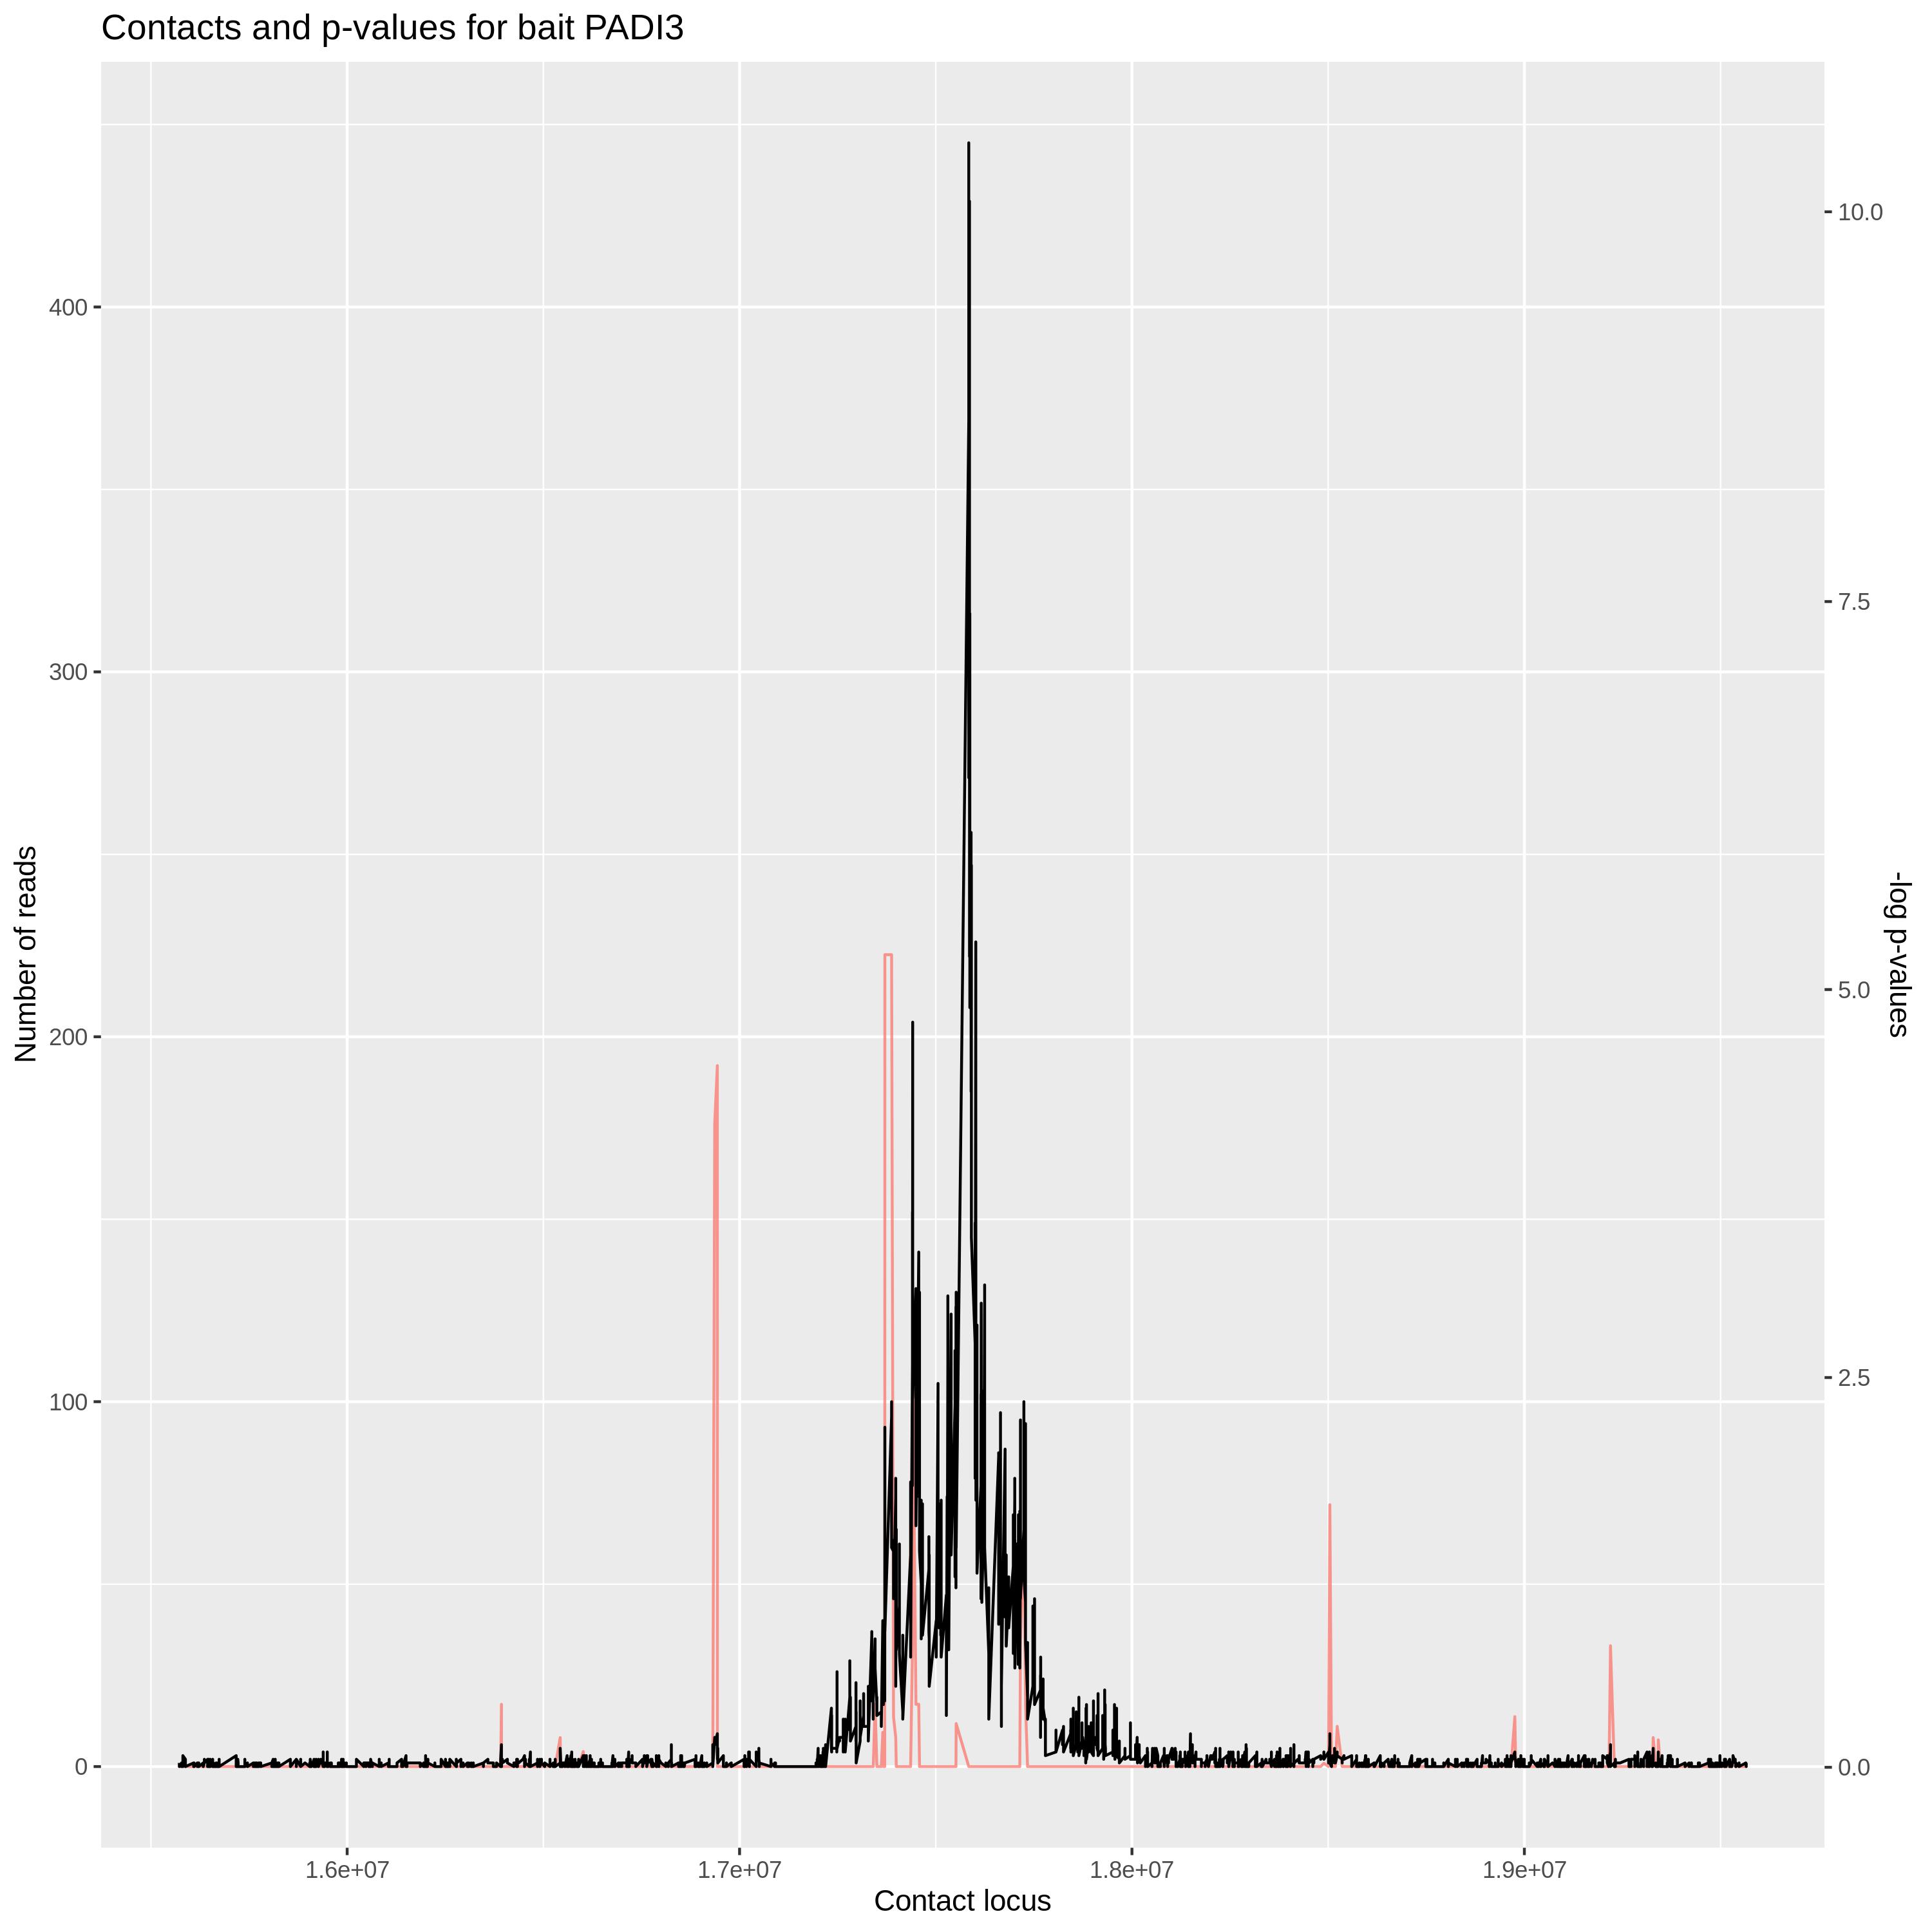 Contacts and p-values for bait PADI3
400
300
200
100
0
Number of reads
10.0
7.5
5.0
2.5
0.0
-log p-values
1.6e+07
1.7e+07
1.8e+07
1.9e+07
Contact locus